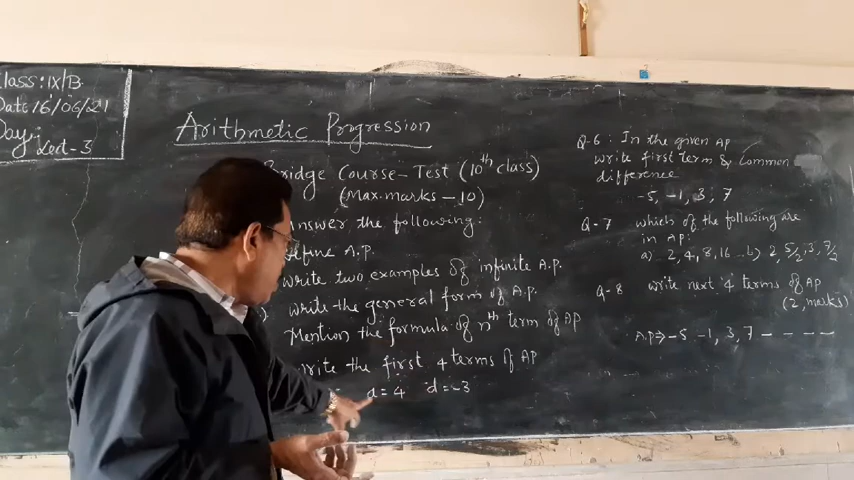 Class: IX/B
Date 16/06/21
Day: Lect-3
Arithmetic Progression
Bridge Course-Test (10th class)
(Max. marks - 10)
Answer the following:
Define A.P.
Write two examples of infinite A.P.
Write the general form of A.P.
Mention the formula of nth term of AP
Write the first 4 terms of AP
a = 4 d = -3
Q-6 : In the given AP
write first term & Common
difference
-5, -1, 3, 7
Q-7 which of the following are
in AP:
a) 2, 4, 8, 16 .. b) 2, 5/2, 3, 7/2
Q-8 write next 4 terms of AP
(2, marks)
A.P => -5 -1, 3, 7 — — — —